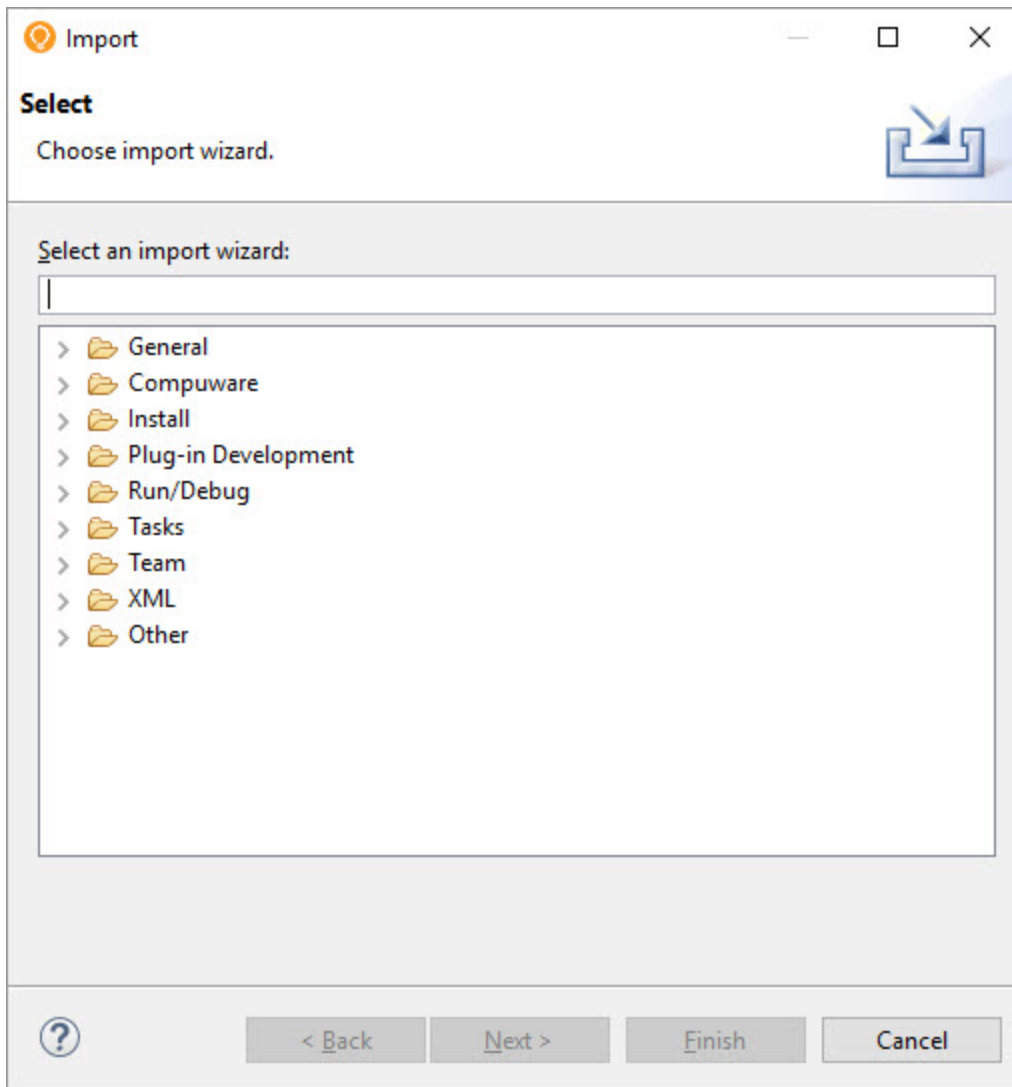 Import
Select
Choose import wizard.
Select an import wizard:
General
Compuware
Install
Plug-in Development
Run/Debug
Tasks
Team
XML
Other
? < Back Next > Finish Cancel